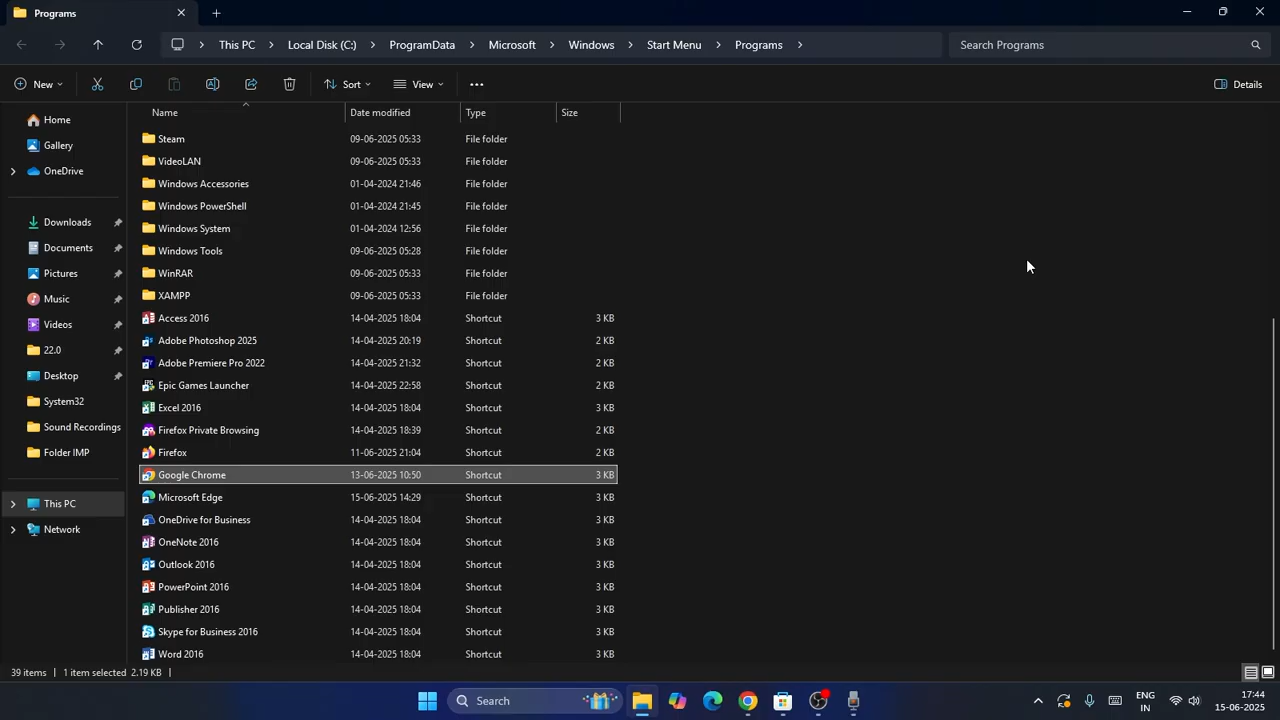 Programs
This PC Local Disk (C:) ProgramData Microsoft Windows Start Menu Programs Search Programs
New Sort View Details
Name Date modified Type Size
Home
Gallery
OneDrive
Downloads
Documents
Pictures
Music
Videos
22.0
Desktop
System32
Sound Recordings
Folder IMP
This PC
Network
Steam 09-06-2025 05:33 File folder
VideoLAN 09-06-2025 05:33 File folder
Windows Accessories 01-04-2024 21:46 File folder
Windows PowerShell 01-04-2024 21:45 File folder
Windows System 01-04-2024 12:56 File folder
Windows Tools 09-06-2025 05:28 File folder
WinRAR 09-06-2025 05:33 File folder
XAMPP 09-06-2025 05:33 File folder
Access 2016 14-04-2025 18:04 Shortcut 3 KB
Adobe Photoshop 2025 14-04-2025 20:19 Shortcut 2 KB
Adobe Premiere Pro 2022 14-04-2025 21:32 Shortcut 2 KB
Epic Games Launcher 14-04-2025 22:58 Shortcut 2 KB
Excel 2016 14-04-2025 18:04 Shortcut 3 KB
Firefox Private Browsing 14-04-2025 18:39 Shortcut 2 KB
Firefox 11-06-2025 21:04 Shortcut 2 KB
Google Chrome 13-06-2025 10:50 Shortcut 3 KB
Microsoft Edge 15-06-2025 14:29 Shortcut 3 KB
OneDrive for Business 14-04-2025 18:04 Shortcut 3 KB
OneNote 2016 14-04-2025 18:04 Shortcut 3 KB
Outlook 2016 14-04-2025 18:04 Shortcut 3 KB
PowerPoint 2016 14-04-2025 18:04 Shortcut 3 KB
Publisher 2016 14-04-2025 18:04 Shortcut 3 KB
Skype for Business 2016 14-04-2025 18:04 Shortcut 3 KB
Word 2016 14-04-2025 18:04 Shortcut 3 KB
39 items 1 item selected 2.19 KB
Search
ENG
IN
17:44
15-06-2025